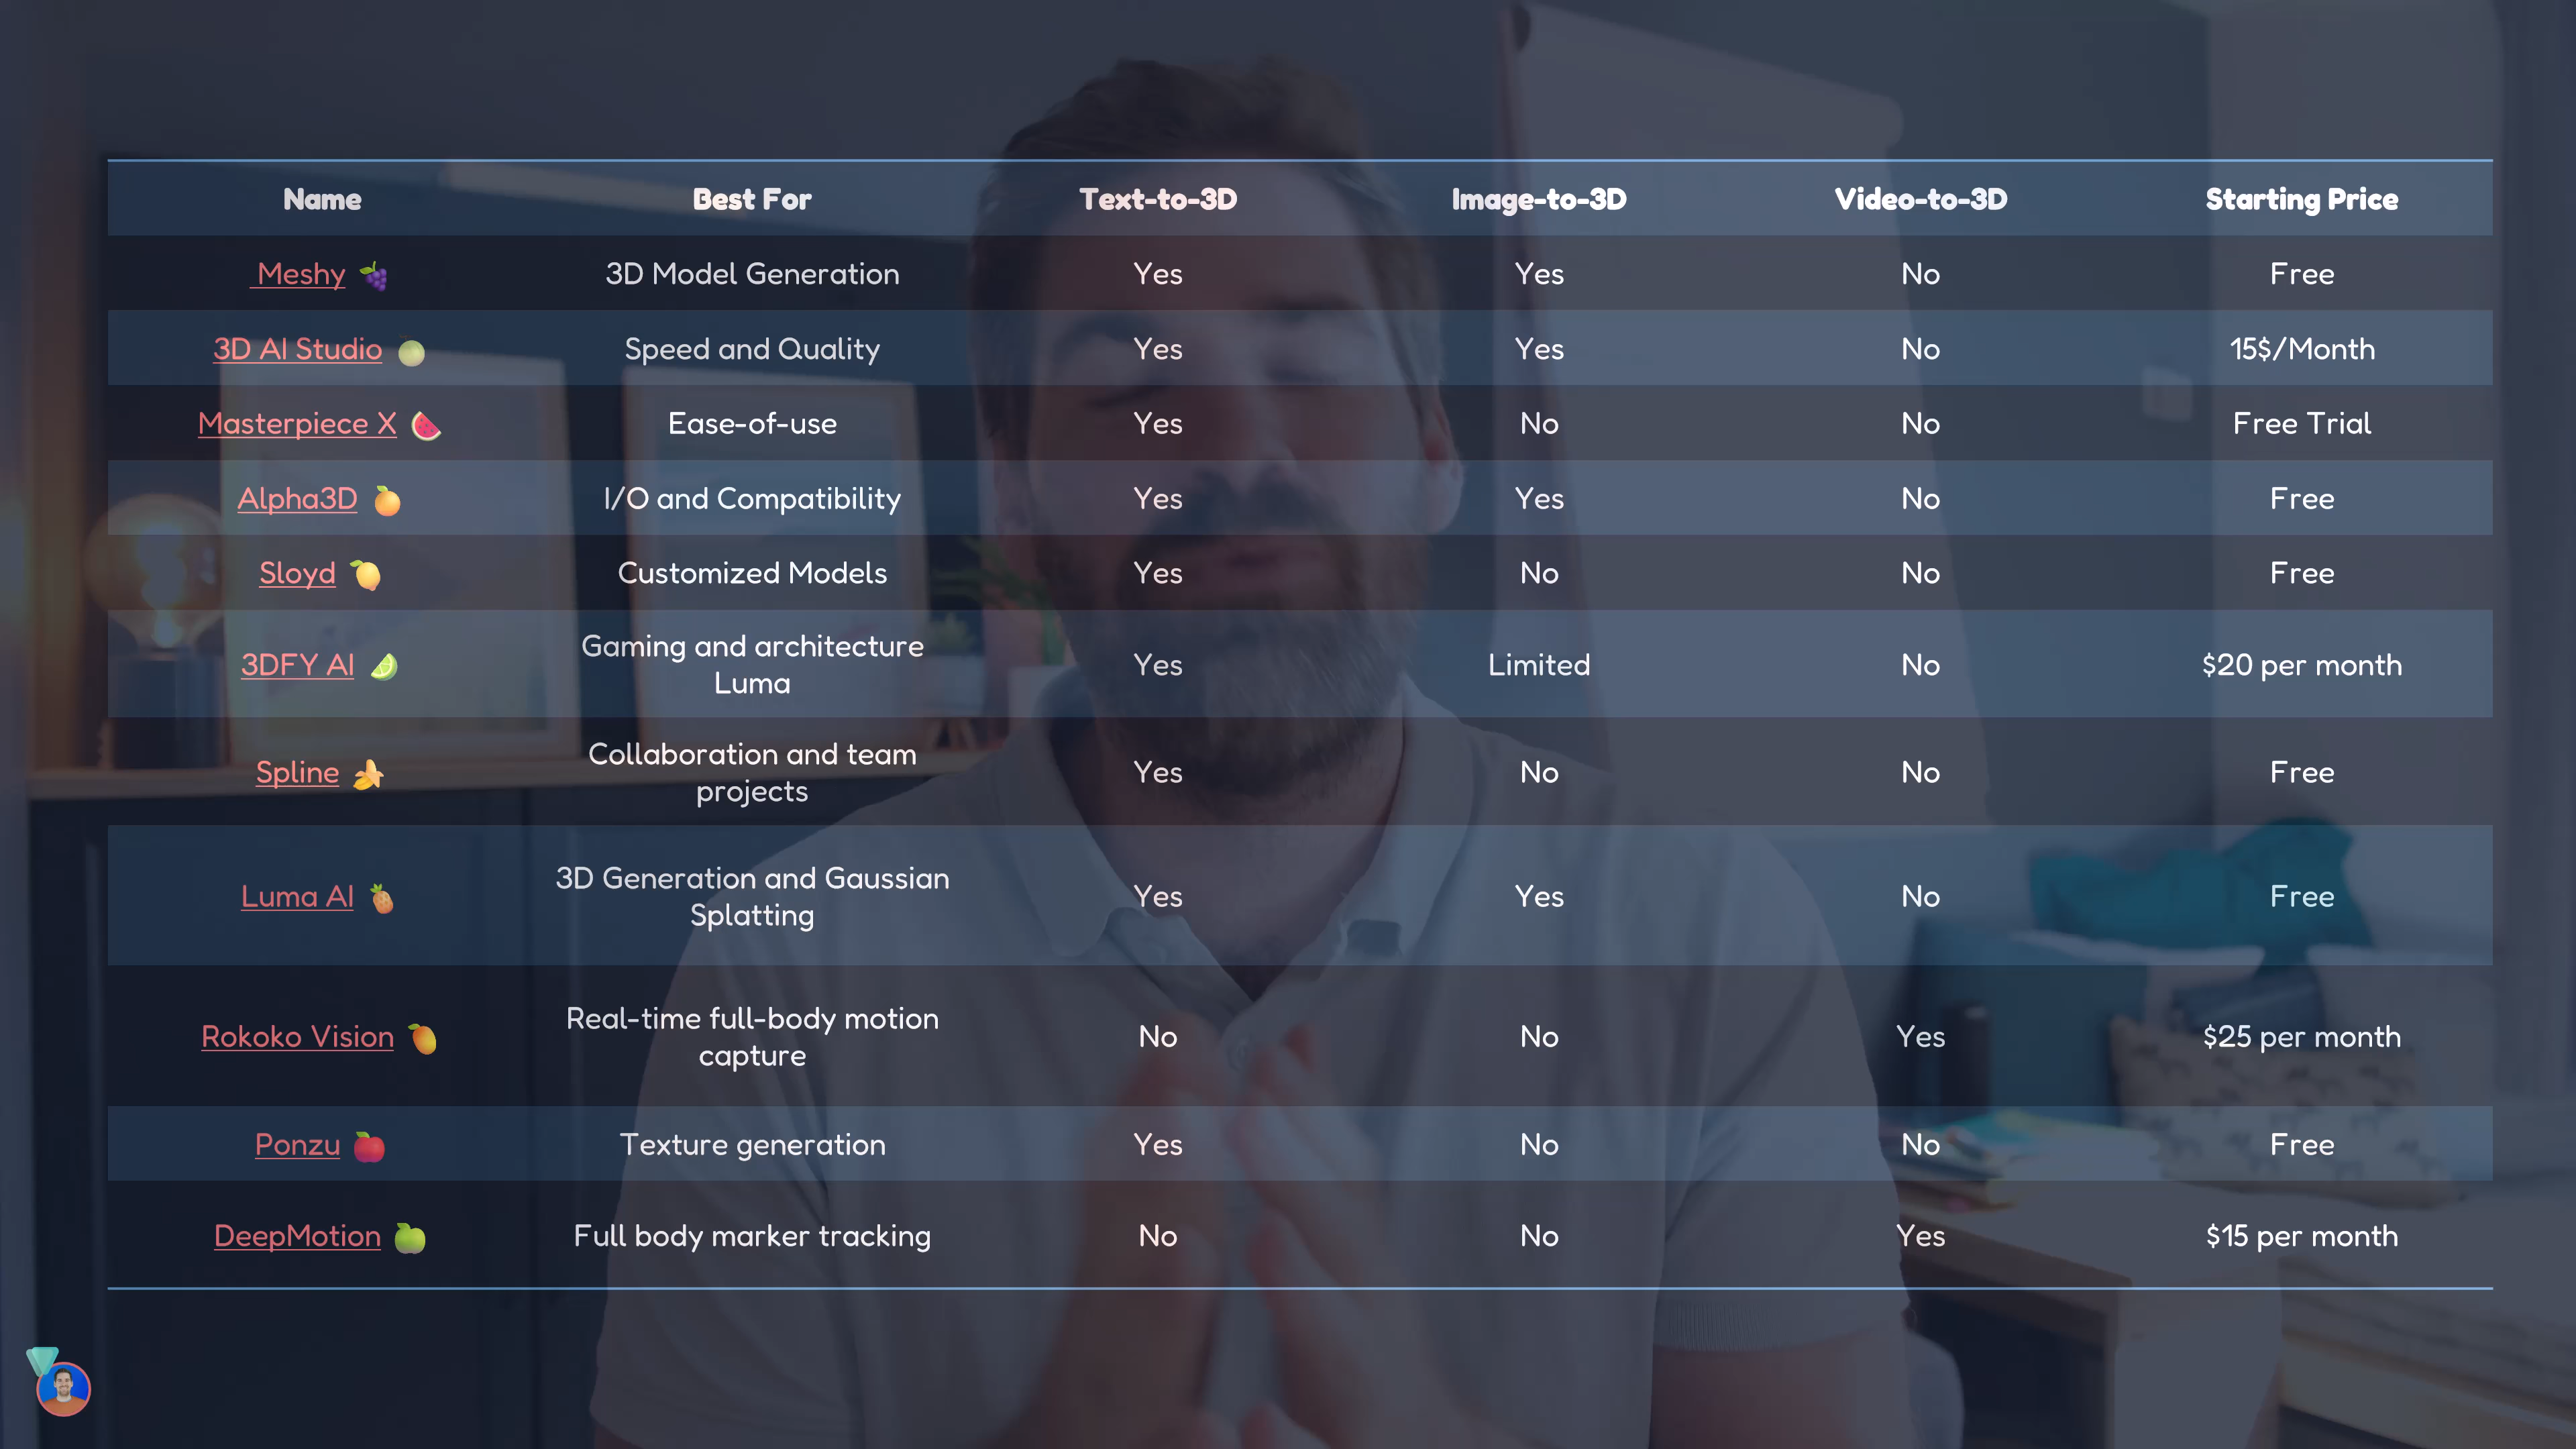 Name Best For Text-to-3D Image-to-3D Video-to-3D Starting Price
Meshy 🍇 3D Model Generation Yes Yes No Free
3D AI Studio 🍈 Speed and Quality Yes Yes No 15$/Month
Masterpiece X 🍉 Ease-of-use Yes No No Free Trial
Alpha3D 🍊 I/O and Compatibility Yes Yes No Free
Sloyd 🍋 Customized Models Yes No No Free
3DFY AI 🍋‍🟩 Gaming and architecture
Luma Yes Limited No $20 per month
Spline 🍌 Collaboration and team
projects Yes No No Free
Luma AI 🍍 3D Generation and Gaussian
Splatting Yes Yes No Free
Rokoko Vision 🥭 Real-time full-body motion
capture No No Yes $25 per month
Ponzu 🍎 Texture generation Yes No No Free
DeepMotion 🍏 Full body marker tracking No No Yes $15 per month